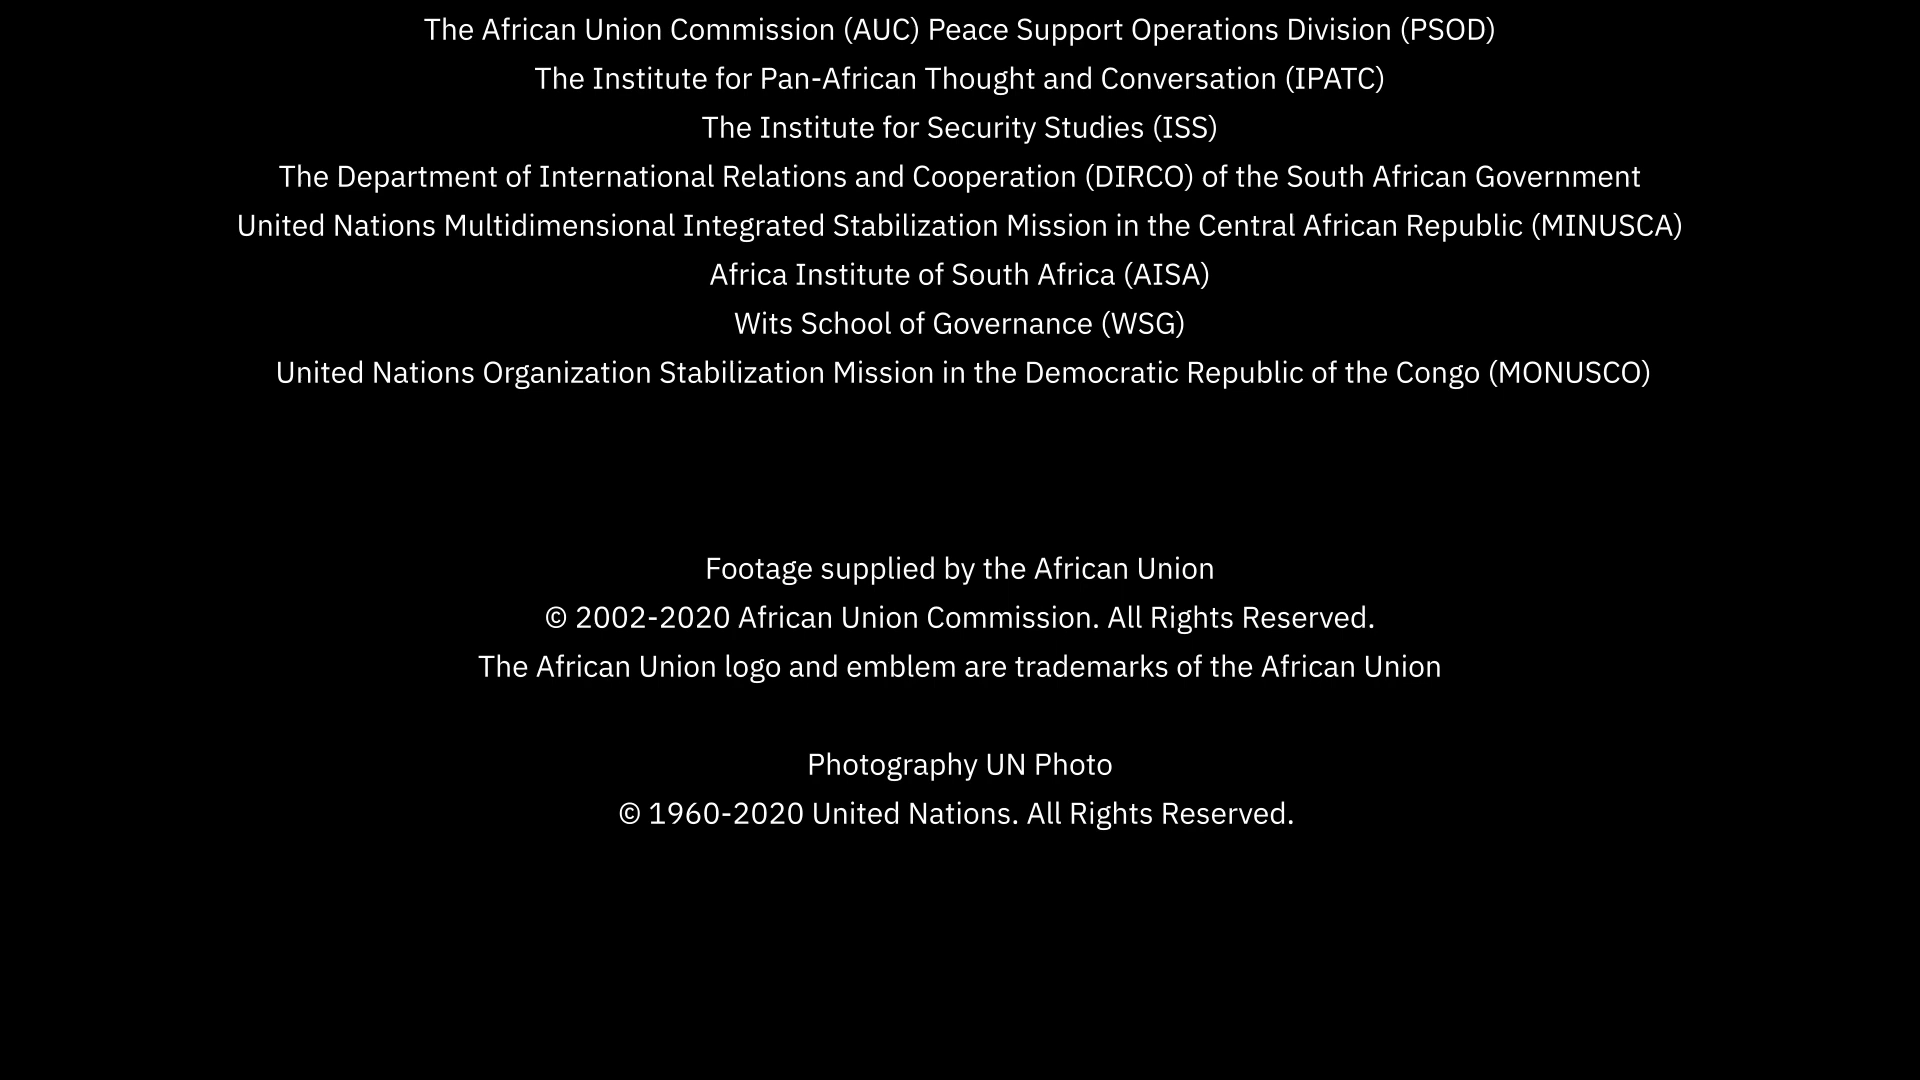 The African Union Commission (AUC) Peace Support Operations Division (PSOD)
The Institute for Pan-African Thought and Conversation (IPATC)
The Institute for Security Studies (ISS)
The Department of International Relations and Cooperation (DIRCO) of the South African Government
United Nations Multidimensional Integrated Stabilization Mission in the Central African Republic (MINUSCA)
Africa Institute of South Africa (AISA)
Wits School of Governance (WSG)
United Nations Organization Stabilization Mission in the Democratic Republic of the Congo (MONUSCO)
Footage supplied by the African Union
© 2002-2020 African Union Commission. All Rights Reserved.
The African Union logo and emblem are trademarks of the African Union
Photography UN Photo
© 1960-2020 United Nations. All Rights Reserved.